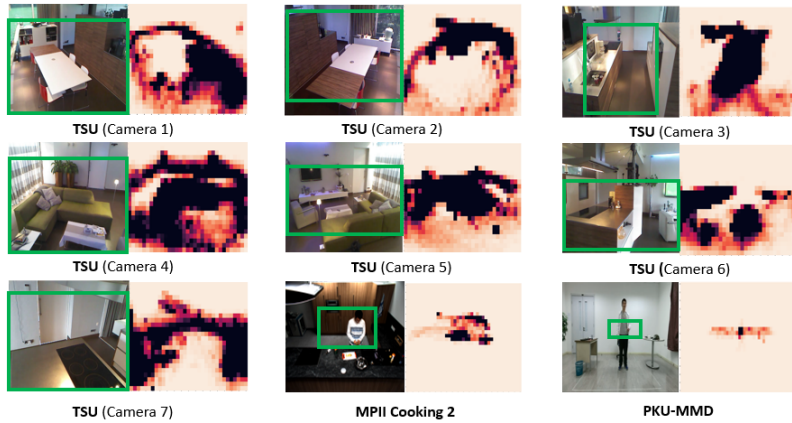 TSU (Camera 1)
TSU (Camera 2)
TSU (Camera 3)
TSU (Camera 4)
TSU (Camera 5)
TSU (Camera 6)
TSU (Camera 7)
MPII Cooking 2
PKU-MMD